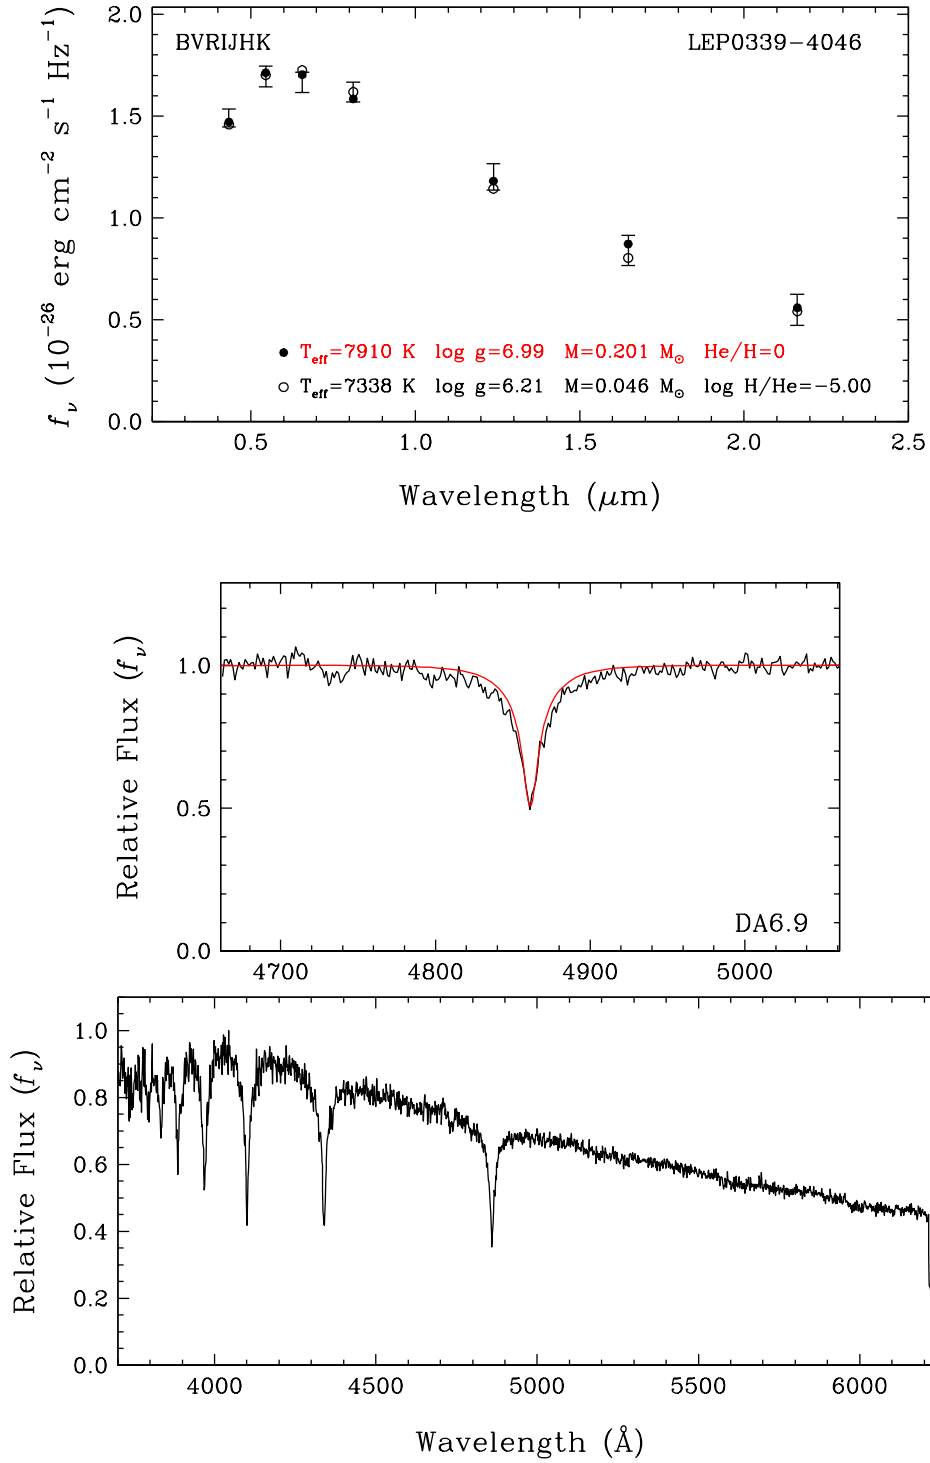 BVRIJHK LEP0339−4046
f_ν (10^−26 erg cm^−2 s^−1 Hz^−1)
2.0
1.5
1.0
0.5
0.0
T_eff=7910 K log g=6.99 M=0.201 M_⊙ He/H=0
T_eff=7338 K log g=6.21 M=0.046 M_⊙ log H/He=−5.00
0.5 1.0 1.5 2.0 2.5
Wavelength (μm)
Relative Flux (f_ν)
1.0
0.5
0.0
DA6.9
4700 4800 4900 5000
Relative Flux (f_ν)
1.0
0.8
0.6
0.4
0.2
0.0
4000 4500 5000 5500 6000
Wavelength (Å)